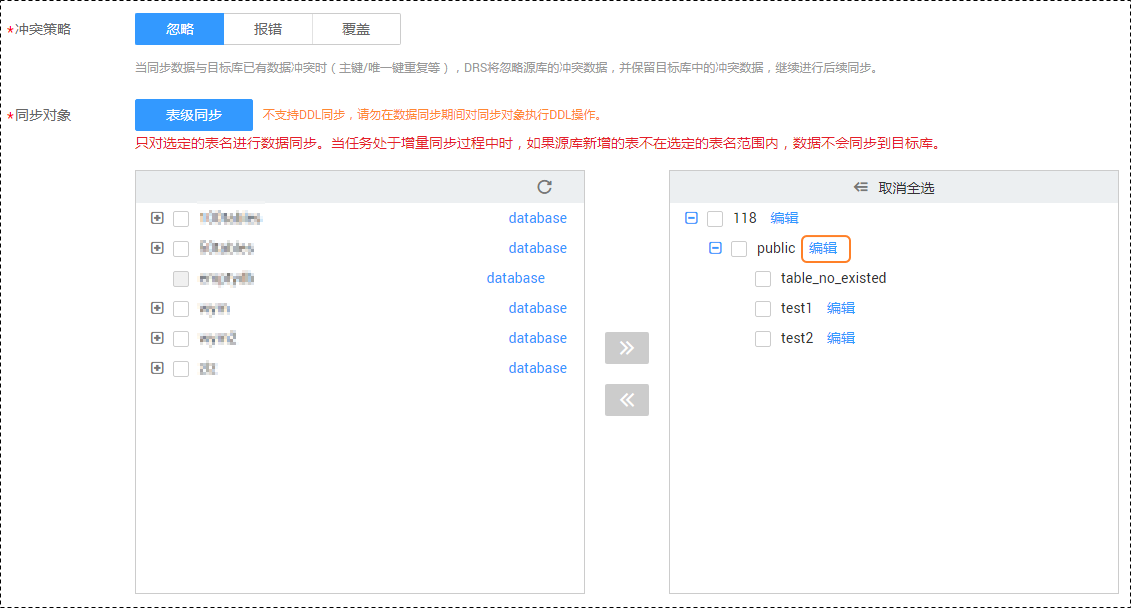 *冲突策略 忽略 报错 覆盖
当同步数据与目标库已有数据冲突时（主键/唯一键重复等），DRS将忽略源库的冲突数据，并保留目标库中的冲突数据，继续进行后续同步。
*同步对象 表级同步 不支持DDL同步，请勿在数据同步期间对同步对象执行DDL操作。
只对选定的表名进行数据同步。当任务处于增量同步过程中时，如果源库新增的表不在选定的表名范围内，数据不会同步到目标库。
取消全选
100tables database
50tables database
emptydb database
wym database
wym2 database
database
118 编辑
public 编辑
table_no_existed
test1 编辑
test2 编辑